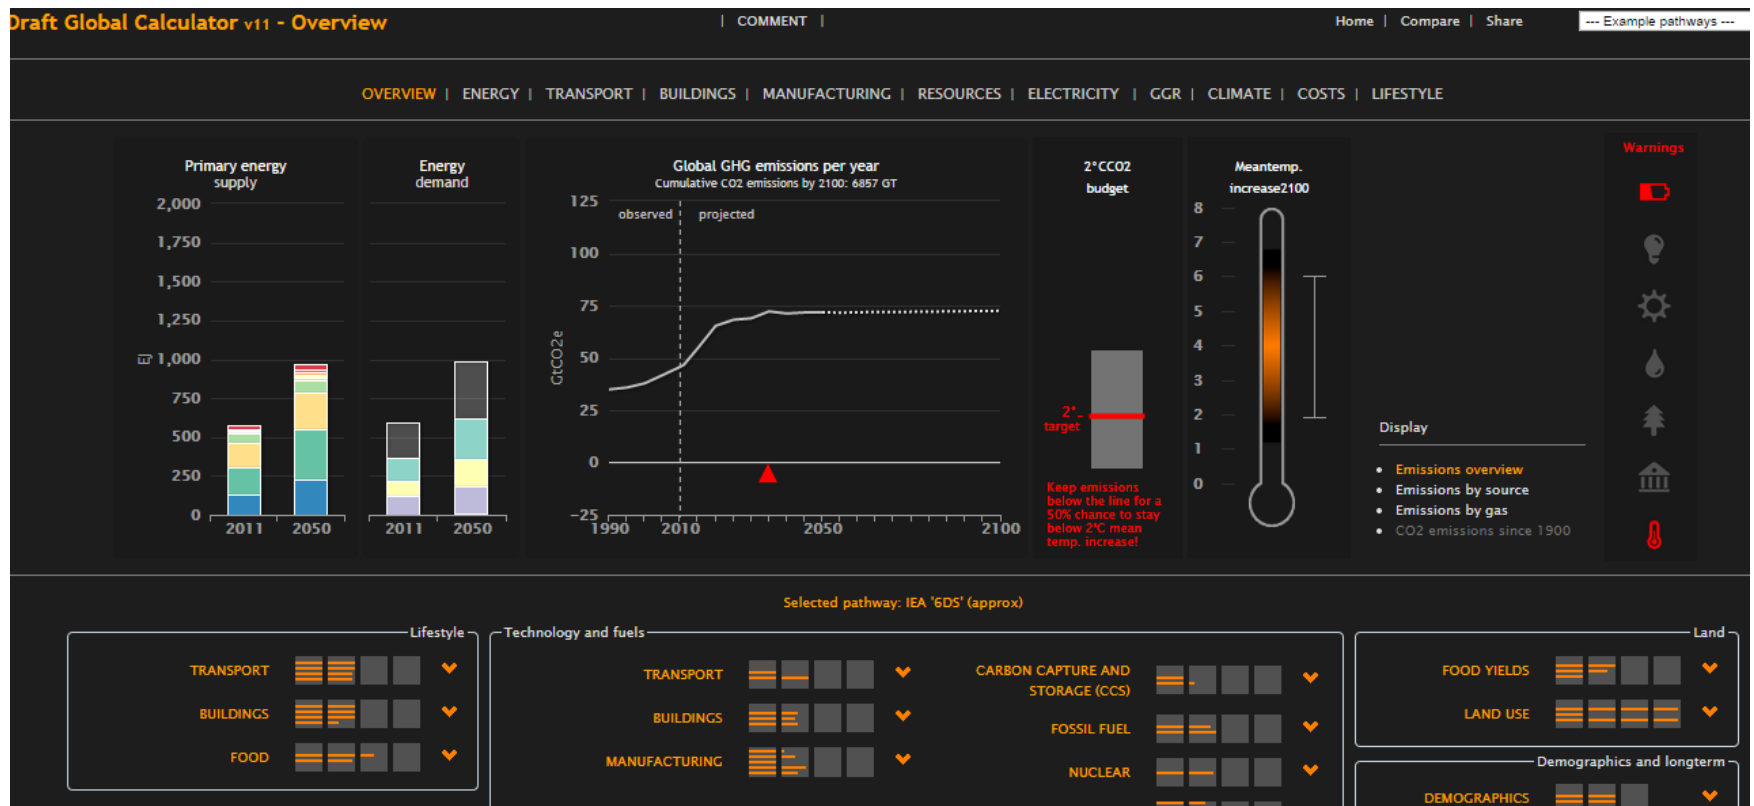 Draft Global Calculator v11 - Overview
| COMMENT |
Home | Compare | Share
--- Example pathways ---
OVERVIEW | ENERGY | TRANSPORT | BUILDINGS | MANUFACTURING | RESOURCES | ELECTRICITY | GGR | CLIMATE | COSTS | LIFESTYLE
Primary energy
supply
2,000
1,750
1,500
1,250
EJ 1,000
750
500
250
0
2011 2050
Energy
demand
2011 2050
Global GHG emissions per year
Cumulative CO2 emissions by 2100: 6857 GT
observed projected
GtCO2e
125
100
75
50
25
0
−25
1990 2010 2050 2100
2°CCO2
budget
2°
target
Keep emissions
below the line for a
50% chance to stay
below 2°C mean
temp. increase!
Meantemp.
increase2100
8
7
6
5
4
3
2
1
0
Display
Emissions overview
Emissions by source
Emissions by gas
CO2 emissions since 1900
Warnings
Selected pathway: IEA '6DS' (approx)
Lifestyle
TRANSPORT
BUILDINGS
FOOD
Technology and fuels
TRANSPORT
BUILDINGS
MANUFACTURING
CARBON CAPTURE AND
STORAGE (CCS)
FOSSIL FUEL
NUCLEAR
Land
FOOD YIELDS
LAND USE
Demographics and longterm
DEMOGRAPHICS